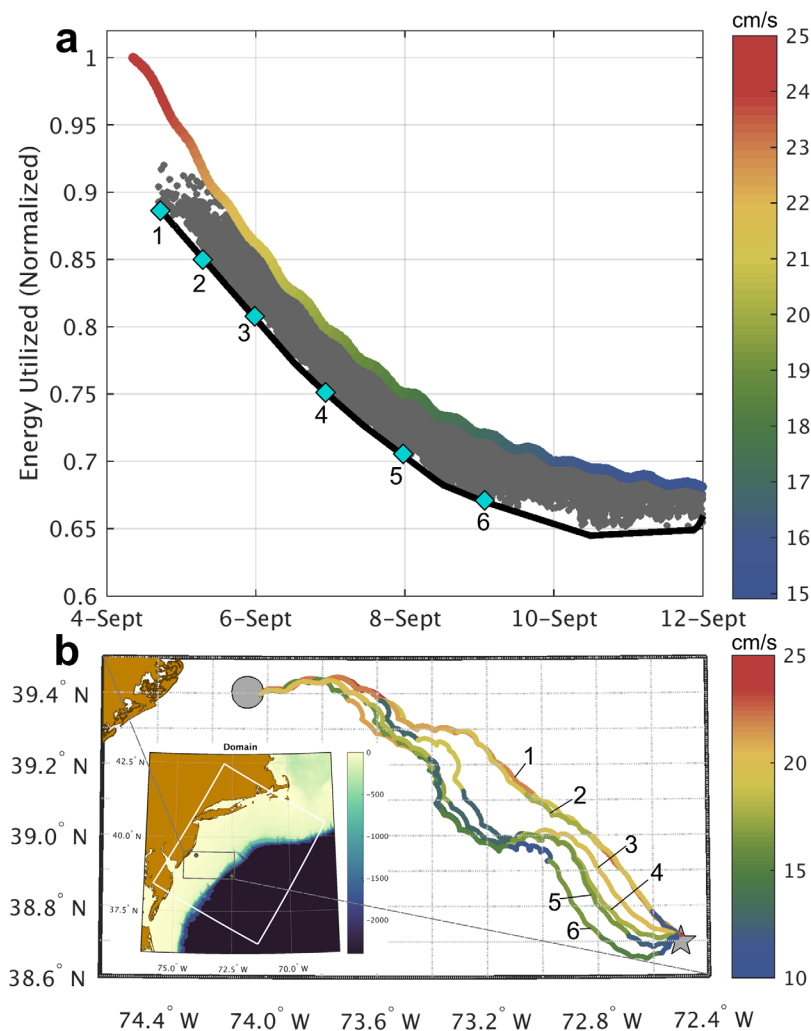 a
cm/s
Energy Utilized (Normalized)
1
0.95
0.9
0.85
0.8
0.75
0.7
0.65
0.6
1
2
3
4
5
6
4-Sept 6-Sept 8-Sept 10-Sept 12-Sept
25
24
23
22
21
20
19
18
17
16
15
b
cm/s
39.4° N
39.2° N
39.0° N
38.8° N
38.6° N
1
2
3
4
5
6
Domain
42.5° N
40.0° N
37.5° N
75.0° W 72.5° W 70.0° W
0
-500
-1000
-1500
-2000
25
20
15
10
74.4° W 74.0° W 73.6° W 73.2° W 72.8° W 72.4° W